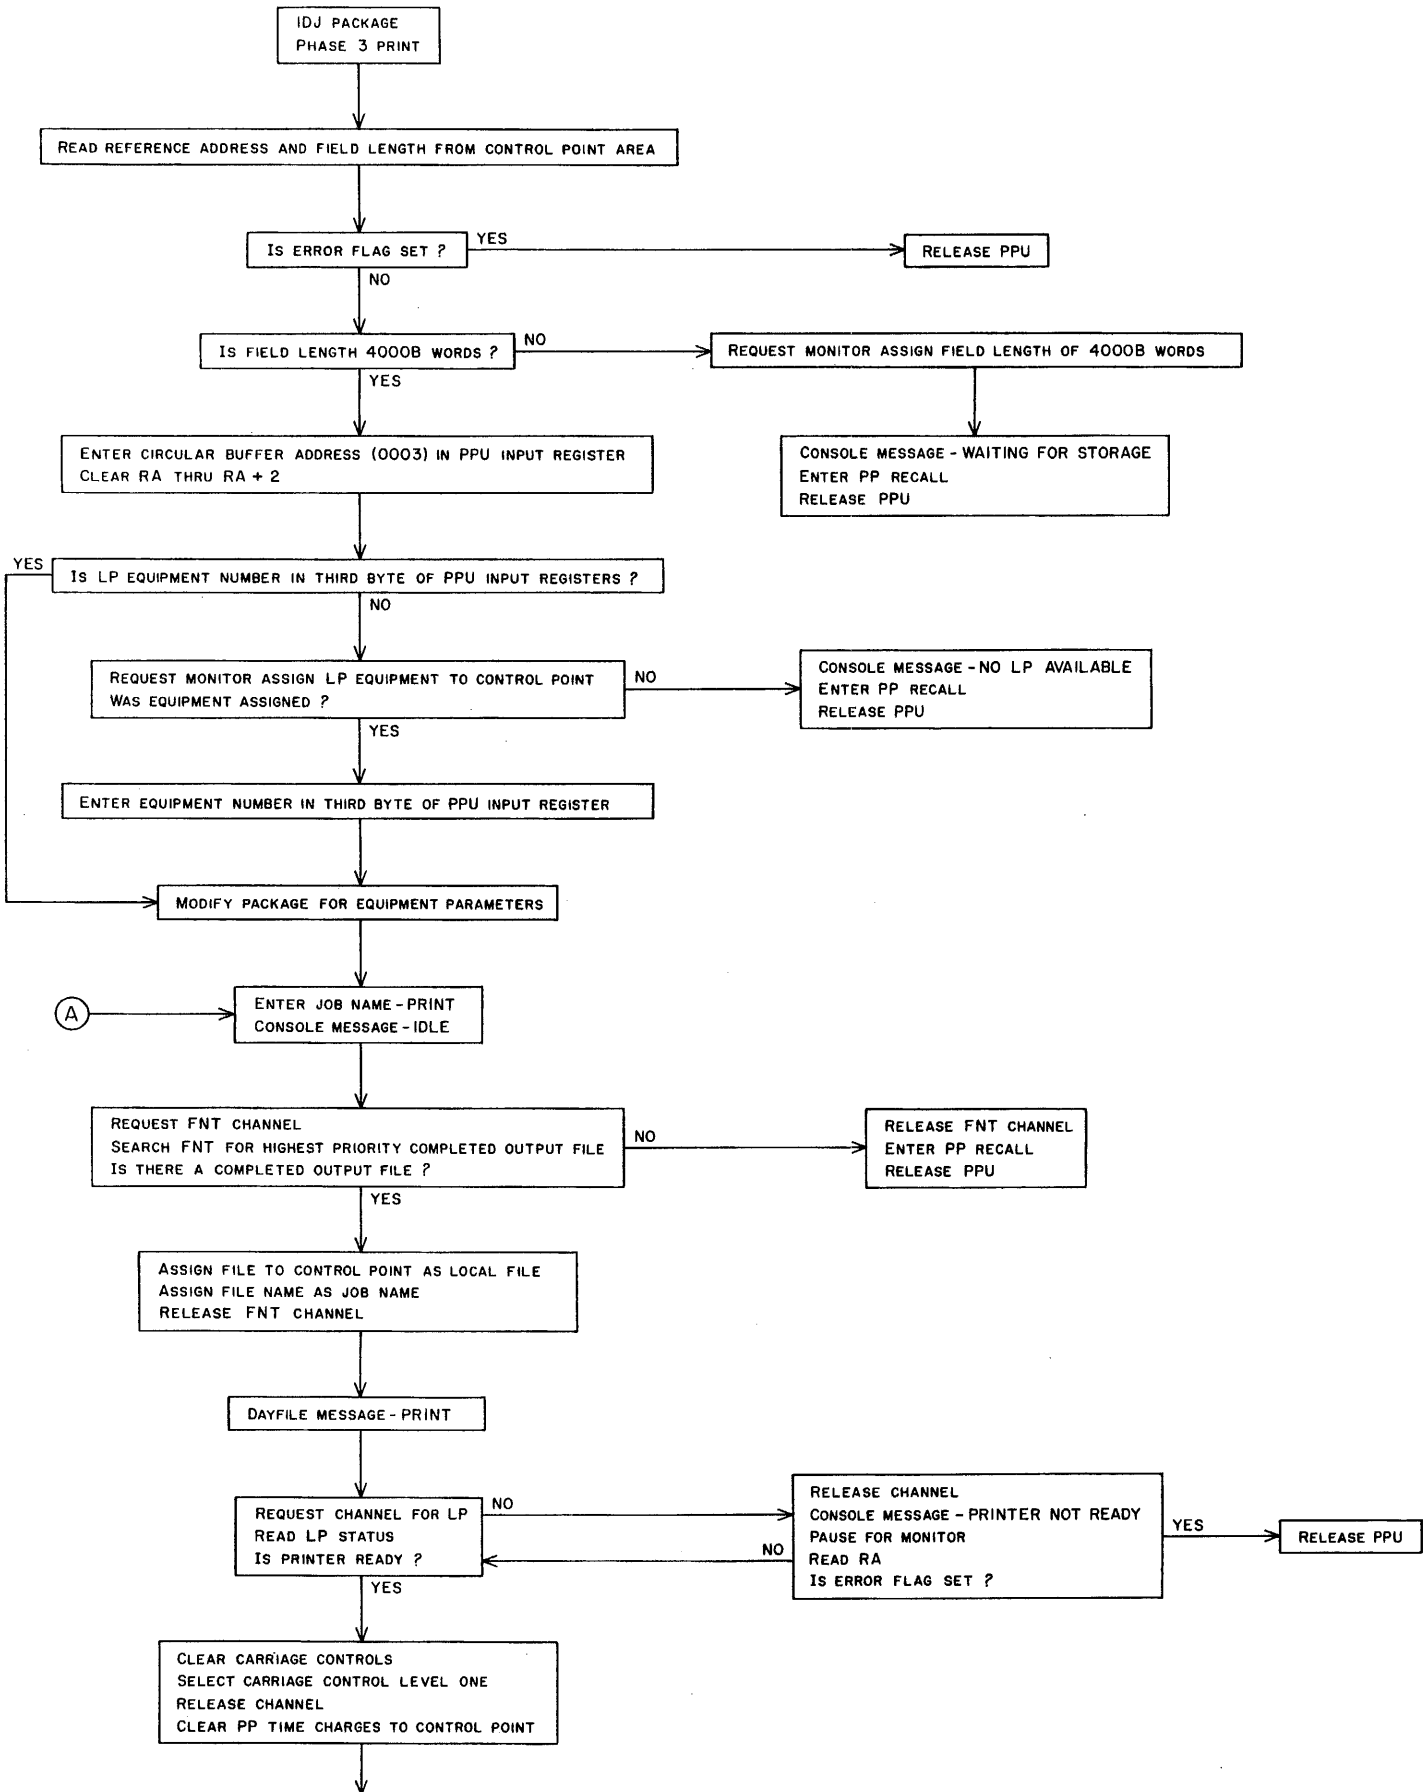 IDJ PACKAGE
PHASE 3 PRINT
READ REFERENCE ADDRESS AND FIELD LENGTH FROM CONTROL POINT AREA
IS ERROR FLAG SET ?
YES
RELEASE PPU
NO
IS FIELD LENGTH 4000B WORDS ?
NO
REQUEST MONITOR ASSIGN FIELD LENGTH OF 4000B WORDS
YES
ENTER CIRCULAR BUFFER ADDRESS (0003) IN PPU INPUT REGISTER
CLEAR RA THRU RA + 2
CONSOLE MESSAGE - WAITING FOR STORAGE
ENTER PP RECALL
RELEASE PPU
YES
IS LP EQUIPMENT NUMBER IN THIRD BYTE OF PPU INPUT REGISTERS ?
NO
REQUEST MONITOR ASSIGN LP EQUIPMENT TO CONTROL POINT
WAS EQUIPMENT ASSIGNED ?
NO
CONSOLE MESSAGE - NO LP AVAILABLE
ENTER PP RECALL
RELEASE PPU
YES
ENTER EQUIPMENT NUMBER IN THIRD BYTE OF PPU INPUT REGISTER
MODIFY PACKAGE FOR EQUIPMENT PARAMETERS
A
ENTER JOB NAME - PRINT
CONSOLE MESSAGE - IDLE
REQUEST FNT CHANNEL
SEARCH FNT FOR HIGHEST PRIORITY COMPLETED OUTPUT FILE
IS THERE A COMPLETED OUTPUT FILE ?
NO
RELEASE FNT CHANNEL
ENTER PP RECALL
RELEASE PPU
YES
ASSIGN FILE TO CONTROL POINT AS LOCAL FILE
ASSIGN FILE NAME AS JOB NAME
RELEASE FNT CHANNEL
DAYFILE MESSAGE - PRINT
REQUEST CHANNEL FOR LP
READ LP STATUS
IS PRINTER READY ?
NO
NO
RELEASE CHANNEL
CONSOLE MESSAGE - PRINTER NOT READY
PAUSE FOR MONITOR
READ RA
IS ERROR FLAG SET ?
YES
RELEASE PPU
YES
CLEAR CARRIAGE CONTROLS
SELECT CARRIAGE CONTROL LEVEL ONE
RELEASE CHANNEL
CLEAR PP TIME CHARGES TO CONTROL POINT